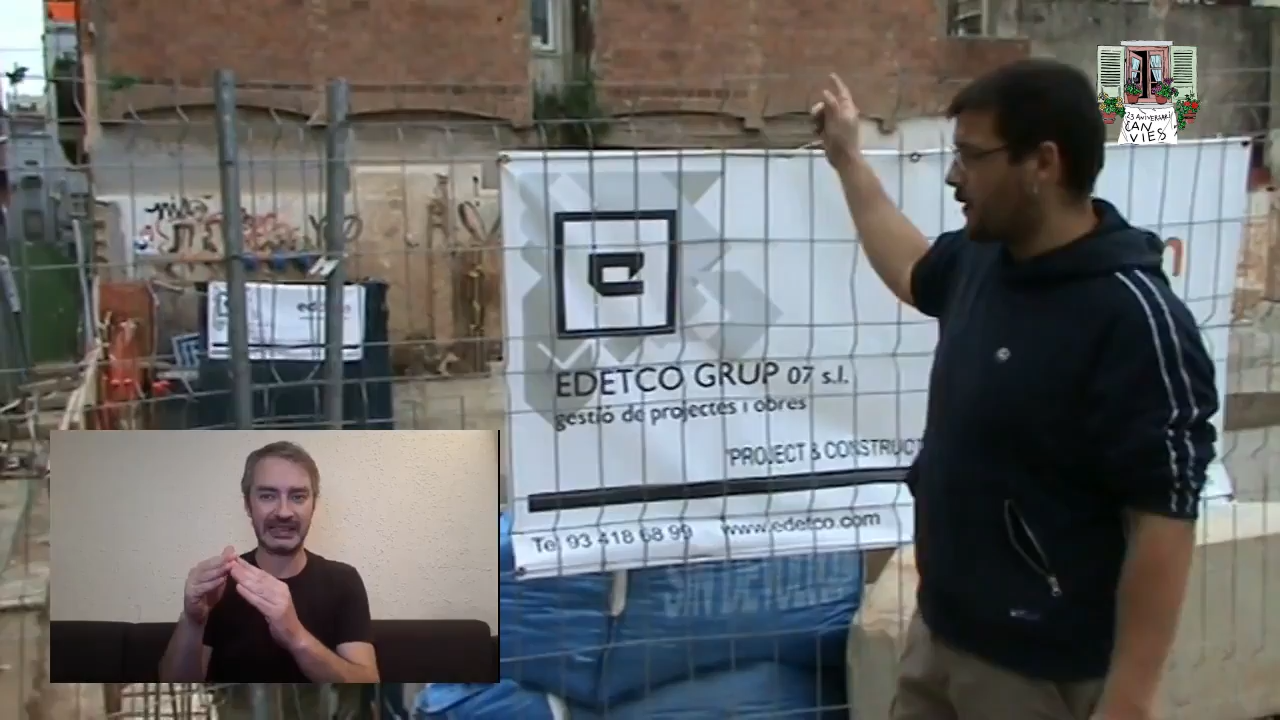 25 ANIVERSARI
CAN
VIES
e
EDETCO GRUP 07 s.l.
gestió de projectes i obres
"PROJECT & CONSTRUCT
Tel 93 418 68 99 www.edetco.com